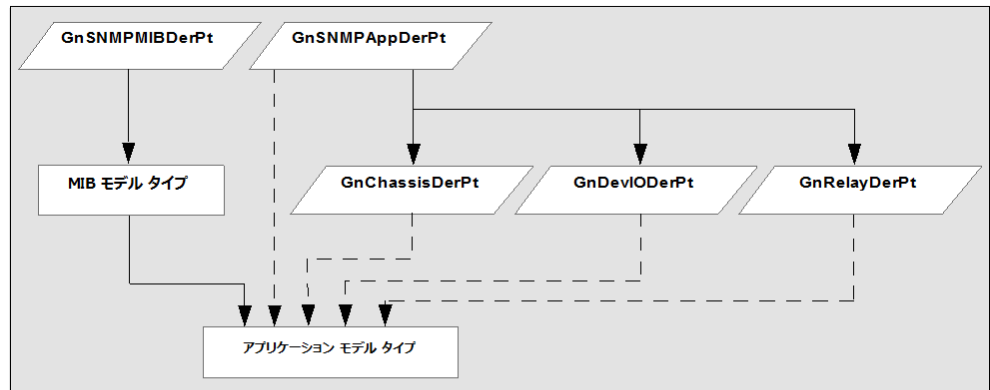 GnSNMPMIBDerPt
GnSNMPAppDerPt
MIB モデル タイプ
GnChassisDerPt
GnDevIODerPt
GnRelayDerPt
アプリケーション モデル タイプ